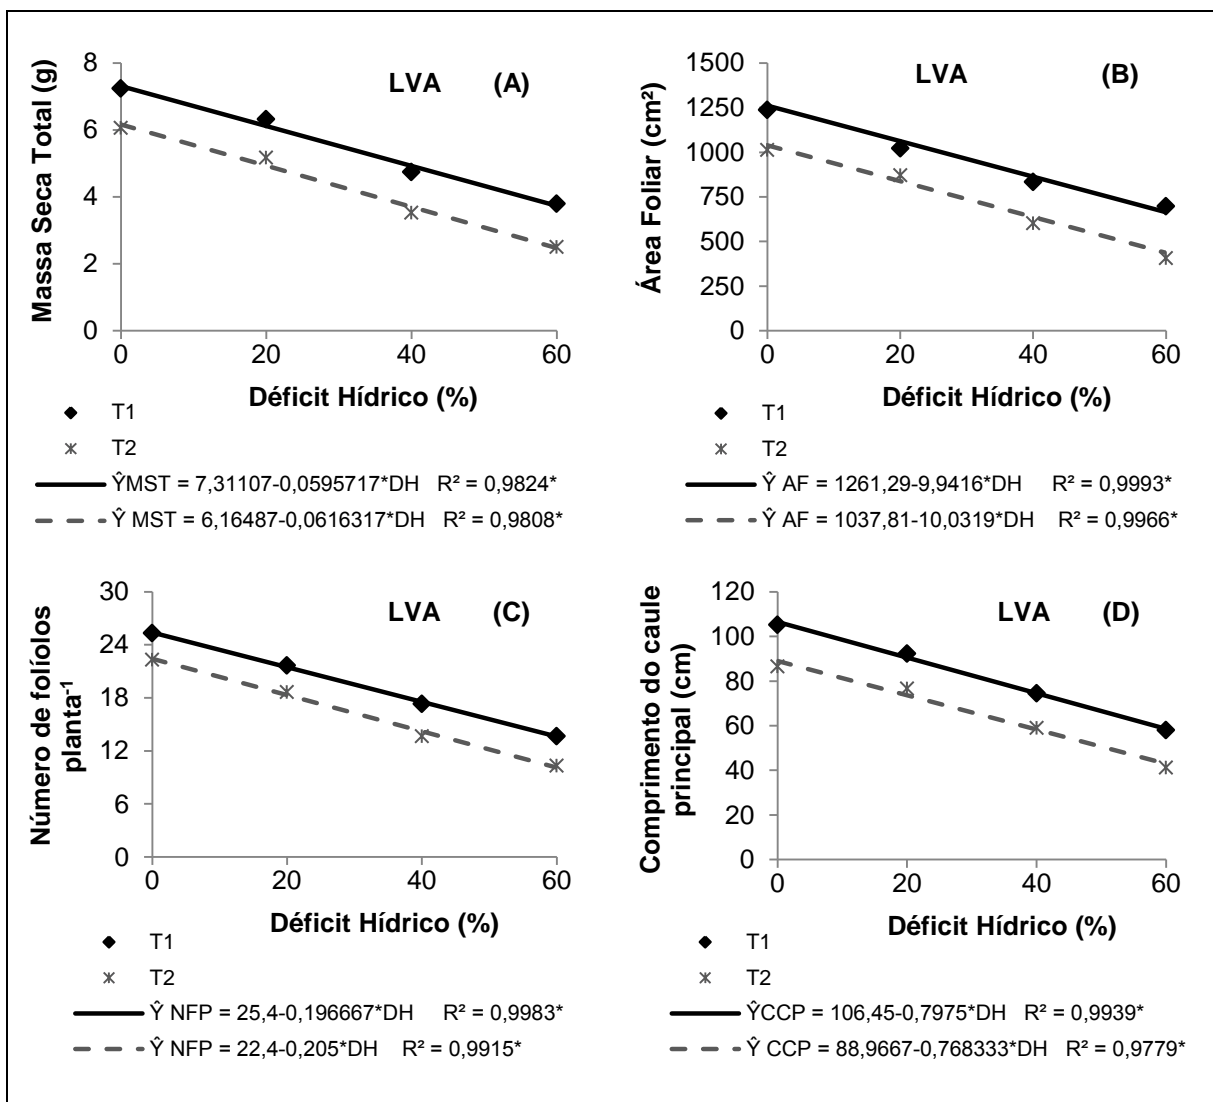 Massa Seca Total (g)
8
6
4
2
0
LVA (A)
0 20 40 60
Déficit Hídrico (%)
T1
T2
ŶMST = 7,31107-0,0595717*DH R² = 0,9824*
Ŷ MST = 6,16487-0,0616317*DH R² = 0,9808*
Área Foliar (cm²)
1500
1250
1000
750
500
250
0
LVA (B)
0 20 40 60
Déficit Hídrico (%)
T1
T2
Ŷ AF = 1261,29-9,9416*DH R² = 0,9993*
Ŷ AF = 1037,81-10,0319*DH R² = 0,9966*
Número de folíolos
planta⁻¹
30
24
18
12
6
0
LVA (C)
0 20 40 60
Déficit Hídrico (%)
T1
T2
Ŷ NFP = 25,4-0,196667*DH R² = 0,9983*
Ŷ NFP = 22,4-0,205*DH R² = 0,9915*
Comprimento do caule
principal (cm)
120
100
80
60
40
20
0
LVA (D)
0 20 40 60
Déficit Hídrico (%)
T1
T2
ŶCCP = 106,45-0,7975*DH R² = 0,9939*
Ŷ CCP = 88,9667-0,768333*DH R² = 0,9779*